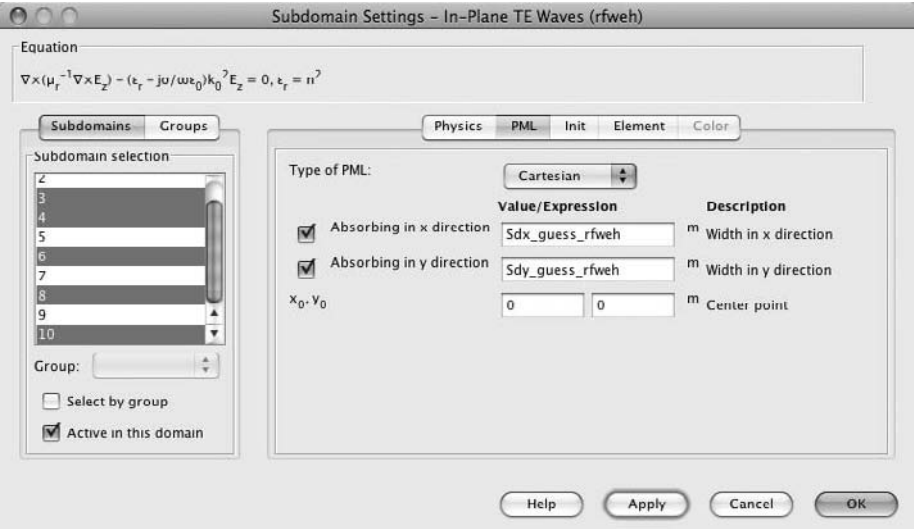 Subdomain Settings – In-Plane TE Waves (rfweh)
Equation
∇×(μr⁻¹∇×Ez) – (εr – jσ/ωε0)k0²Ez = 0, εr = n²
Subdomains Groups
Subdomain selection
2
3
4
5
6
7
8
9
10
Group:
Select by group
Active in this domain
Physics PML Init Element Color
Type of PML: Cartesian
Value/Expression Description
Absorbing in x direction Sdx_guess_rfweh m Width in x direction
Absorbing in y direction Sdy_guess_rfweh m Width in y direction
x0, y0 0 0 m Center point
Help Apply Cancel OK